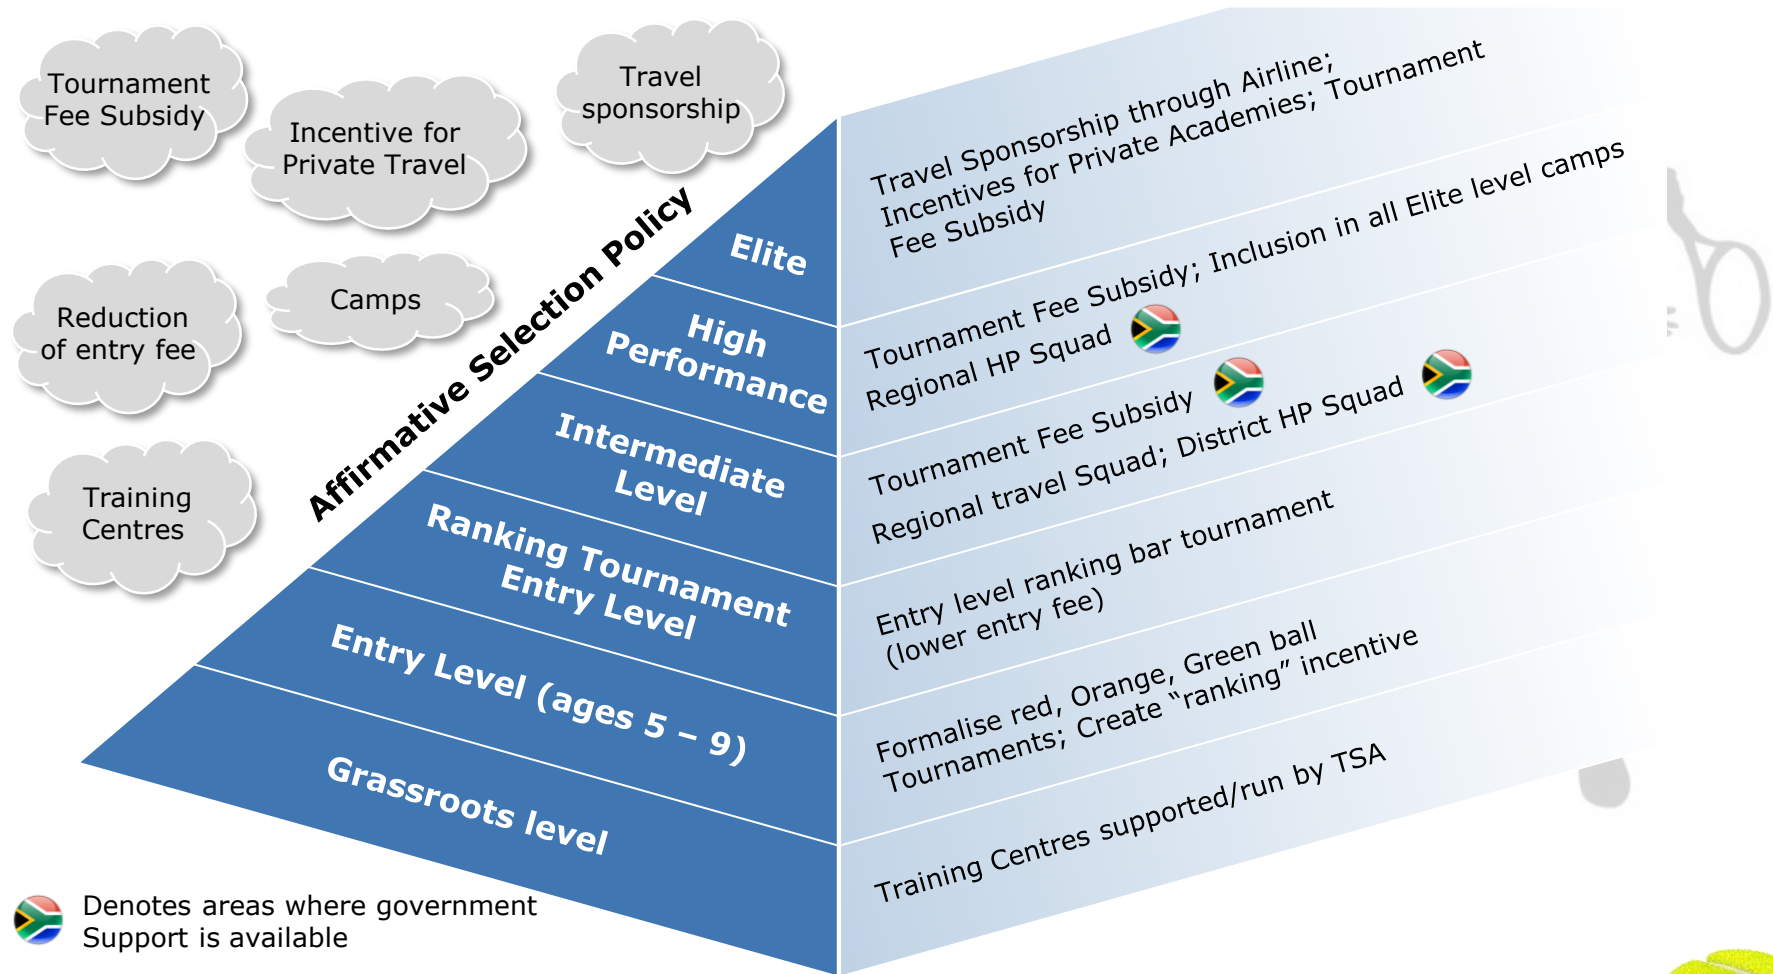 Tournament
Fee Subsidy
Incentive for
Private Travel
Travel
sponsorship
Reduction
of entry fee
Camps
Training
Centres
Affirmative Selection Policy
Elite
High
Performance
Intermediate
Level
Ranking Tournament
Entry Level
Entry Level (ages 5 – 9)
Grassroots level
Travel Sponsorship through Airline;
Incentives for Private Academies; Tournament
Fee Subsidy
Tournament Fee Subsidy; Inclusion in all Elite level camps
Regional HP Squad
Tournament Fee Subsidy
Regional travel Squad; District HP Squad
Entry level ranking bar tournament
(lower entry fee)
Formalise red, Orange, Green ball
Tournaments; Create “ranking” incentive
Training Centres supported/run by TSA
Denotes areas where government
Support is available